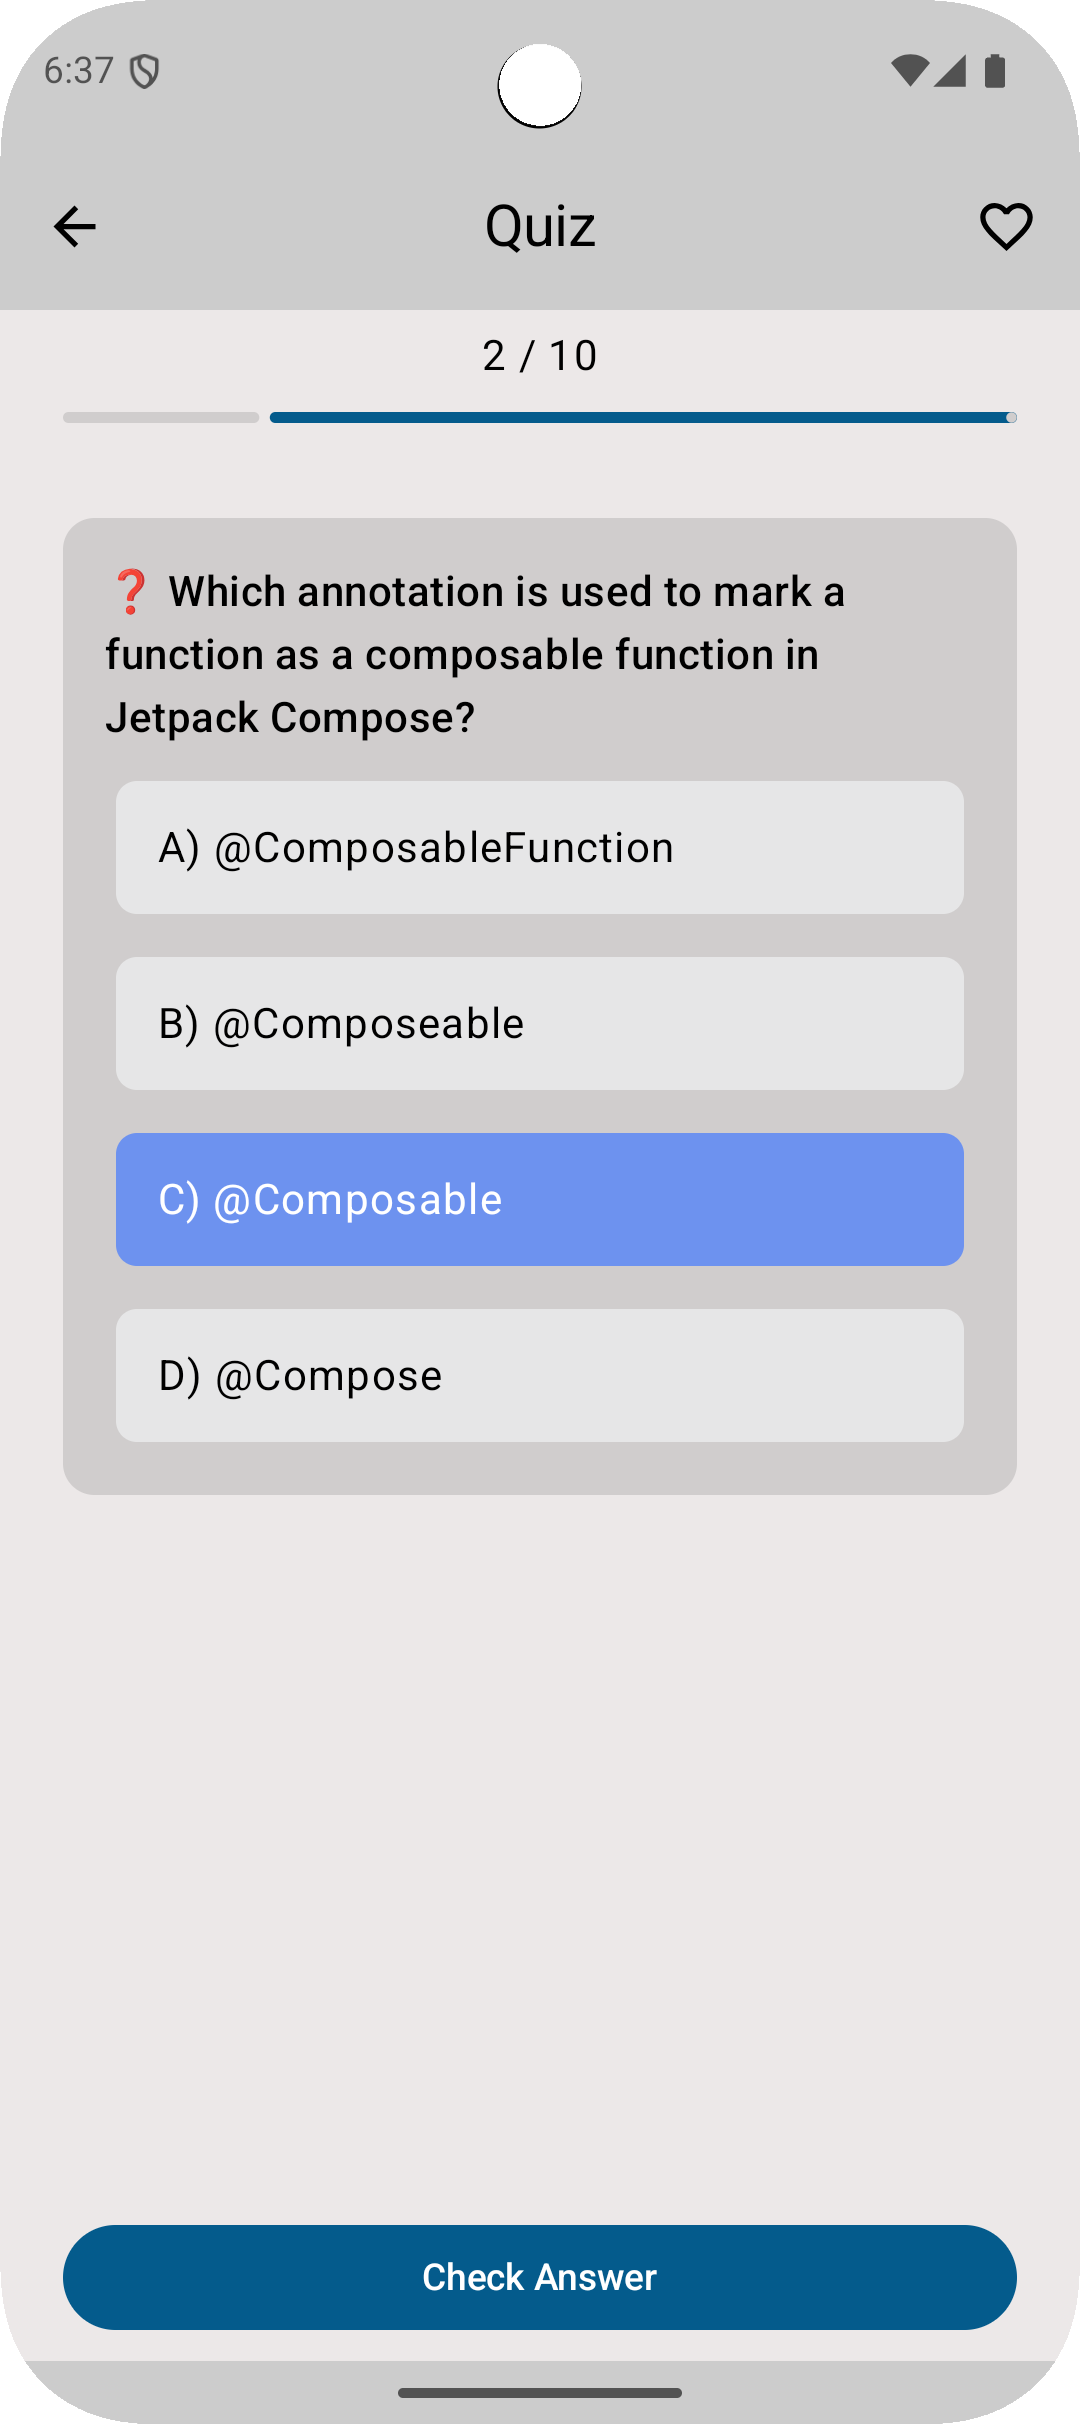 6:37
Quiz
2 / 10
❓ Which annotation is used to mark a
function as a composable function in
Jetpack Compose?
A) @ComposableFunction
B) @Composeable
C) @Composable
D) @Compose
Check Answer